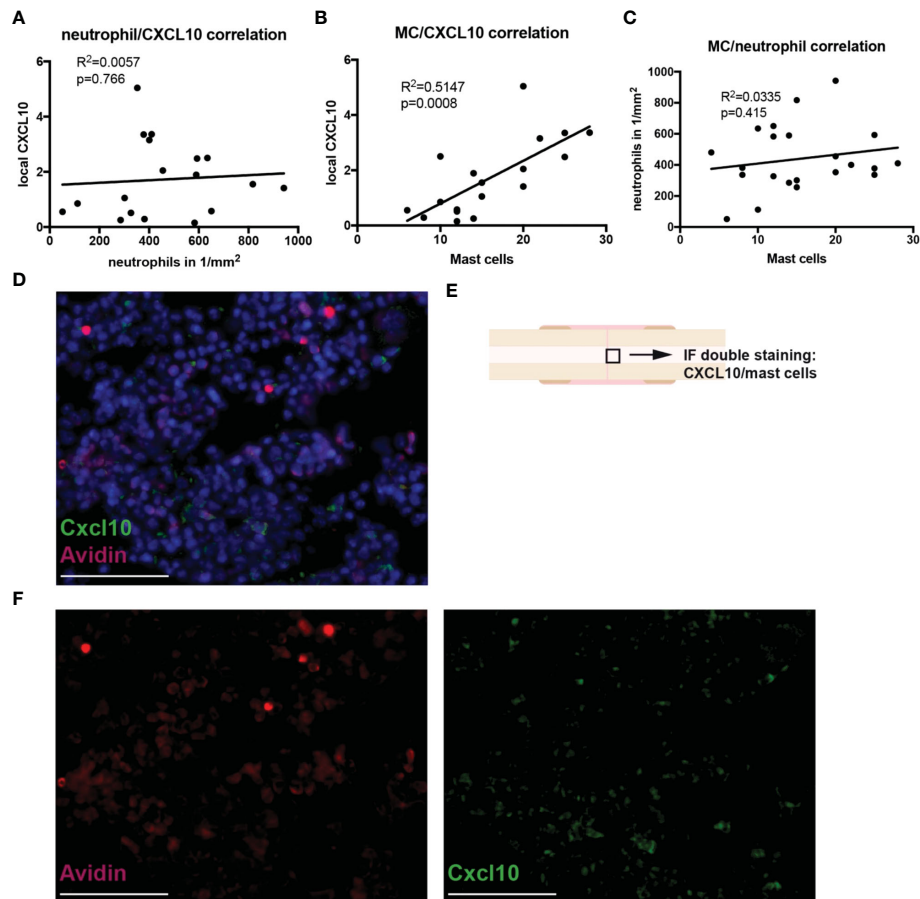 A
neutrophil/CXCL10 correlation
R²=0.0057
p=0.766
6
4
2
0
local CXCL10
0 200 400 600 800 1000
neutrophils in 1/mm²
B
MC/CXCL10 correlation
R²=0.5147
p=0.0008
6
4
2
0
local CXCL10
0 10 20 30
Mast cells
C
MC/neutrophil correlation
R²=0.0335
p=0.415
1000
800
600
400
200
0
neutrophils in 1/mm²
0 10 20 30
Mast cells
D
Cxcl10
Avidin
E
IF double staining:
CXCL10/mast cells
F
Avidin
Cxcl10